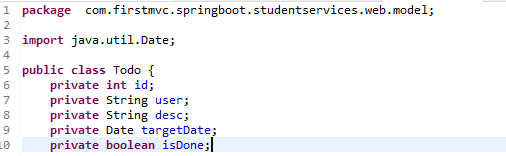 1 package com.firstmvc.springboot.studentservices.web.model;
2
3 import java.util.Date;
4
5 public class Todo {
6 private int id;
7 private String user;
8 private String desc;
9 private Date targetDate;
10 private boolean isDone;